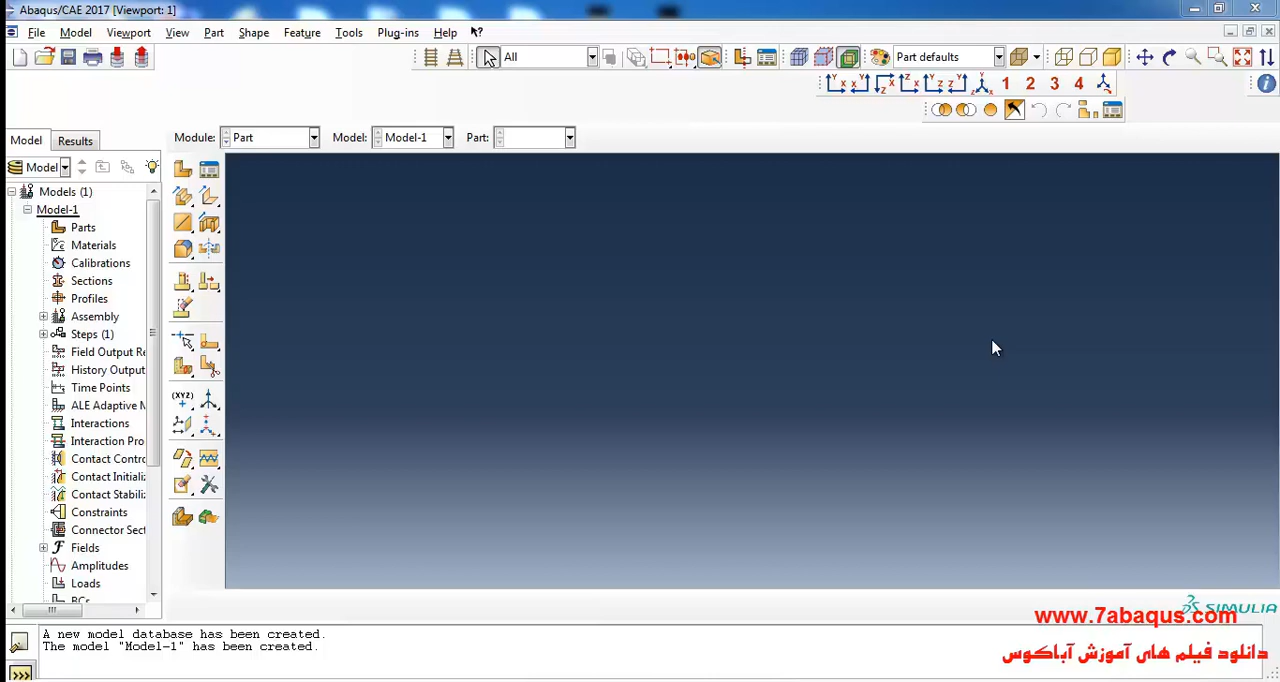 Abaqus/CAE 2017 [Viewport: 1]
File Model Viewport View Part Shape Feature Tools Plug-ins Help
All Part defaults
1 2 3 4
Model Results Module: Part Model: Model-1 Part:
Model
Models (1)
Model-1
Parts
Materials
Calibrations
Sections
Profiles
Assembly
Steps (1)
Field Output Re
History Output
Time Points
ALE Adaptive M
Interactions
Interaction Pro
Contact Contro
Contact Initializ
Contact Stabiliz
Constraints
Connector Sect
Fields
Amplitudes
Loads
BCs
(XYZ)
SIMULIA
www.7abaqus.com
دانلود فیلم های آموزش آباکوس
A new model database has been created.
The model "Model-1" has been created.
>>>